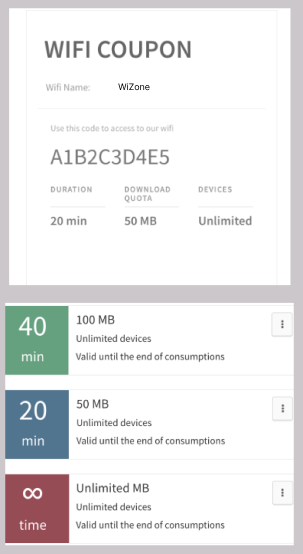 WIFI COUPON
Wifi Name: WiZone
Use this code to access to our wifi
A1B2C3D4E5
DURATION DOWNLOAD QUOTA DEVICES
20 min 50 MB Unlimited
40 min
100 MB
Unlimited devices
Valid until the end of consumptions
20 min
50 MB
Unlimited devices
Valid until the end of consumptions
∞ time
Unlimited MB
Unlimited devices
Valid until the end of consumptions